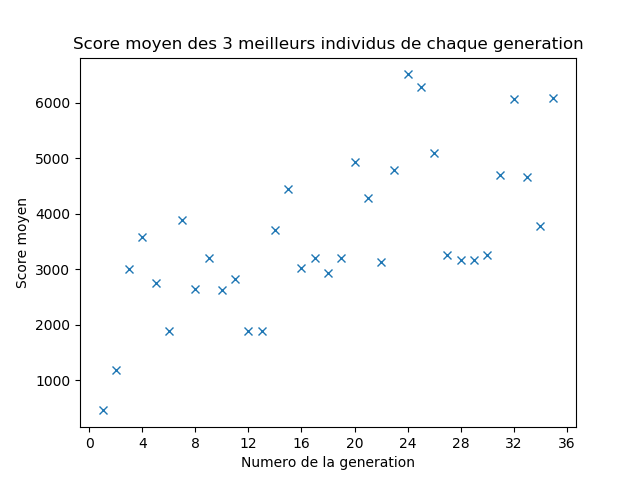 Score moyen des 3 meilleurs individus de chaque generation
6000
5000
4000
3000
2000
1000
Score moyen
0 4 8 12 16 20 24 28 32 36
Numero de la generation